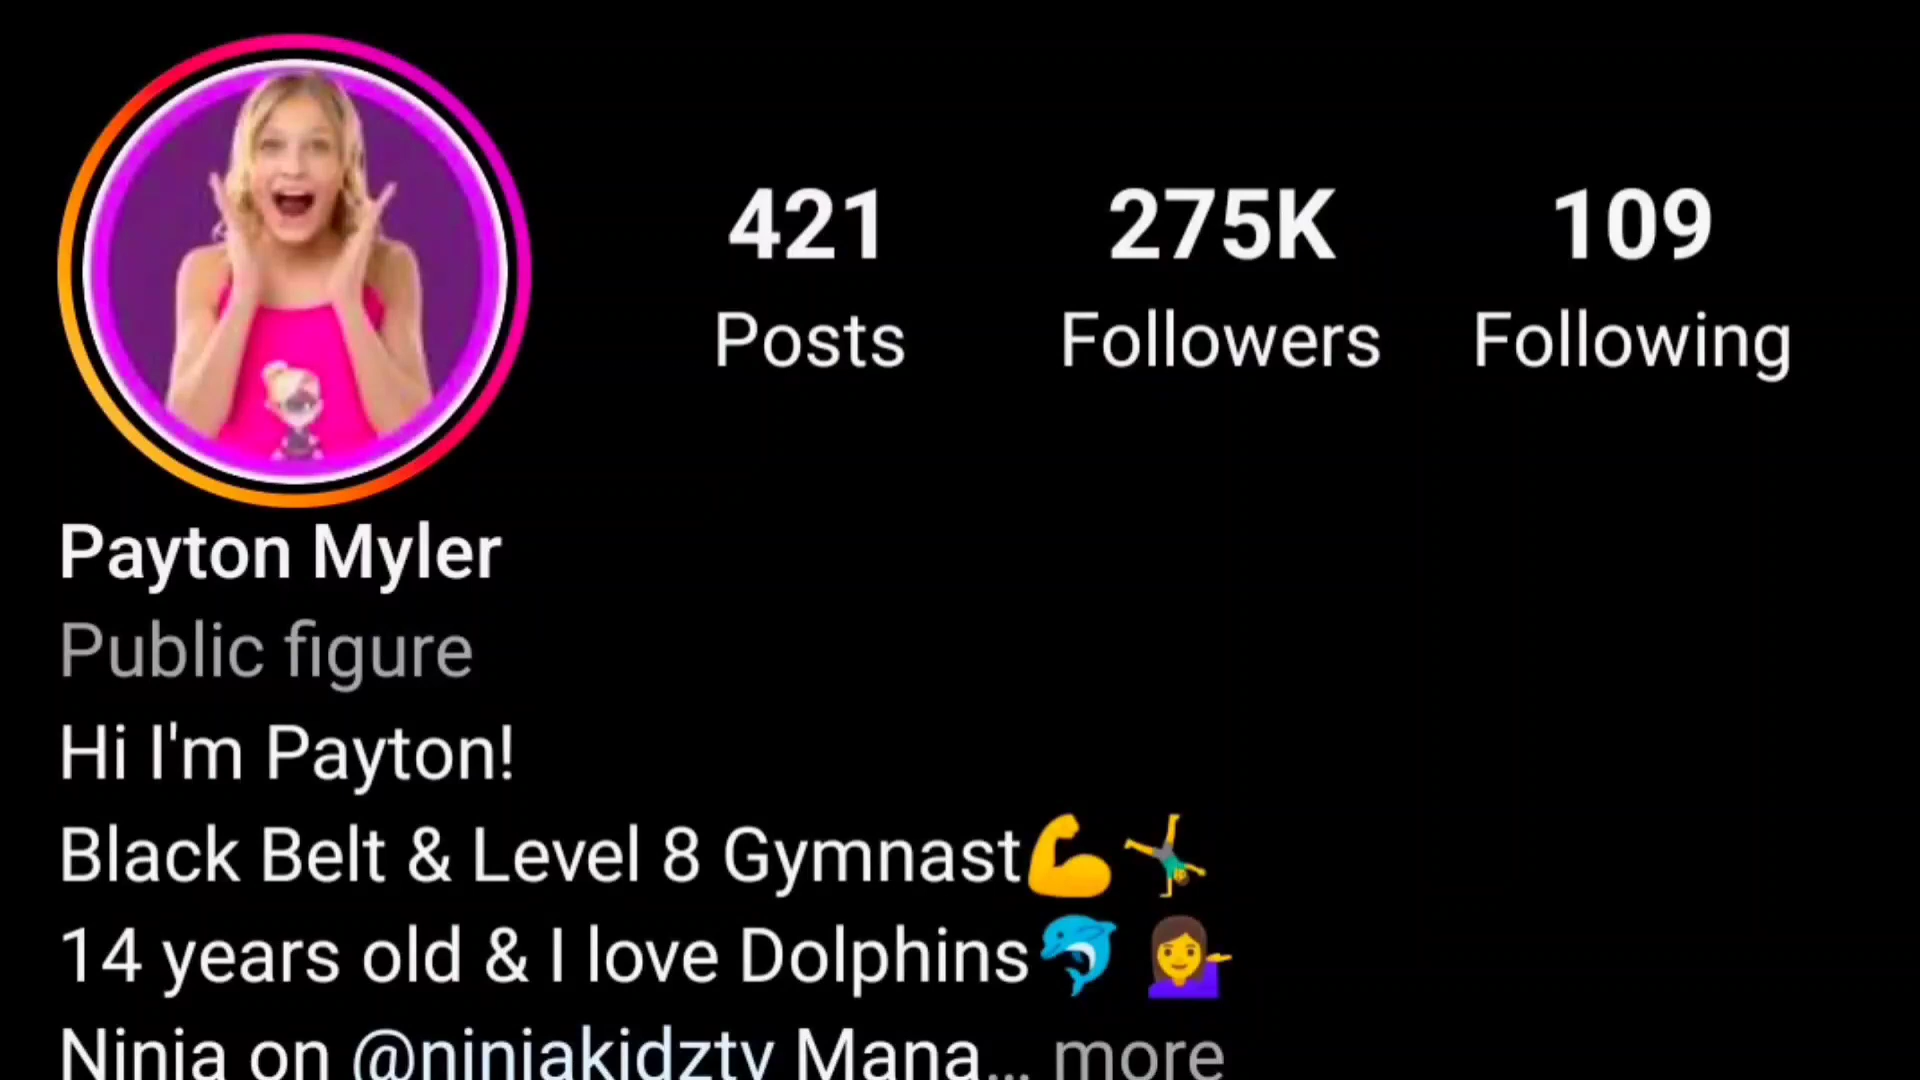 421 275K 109
Posts Followers Following
Payton Myler
Public figure
Hi I'm Payton!
Black Belt & Level 8 Gymnast💪🤸‍♂️
14 years old & I love Dolphins🐬 💁‍♀️
Ninja on @ninjakidztv Mana... more